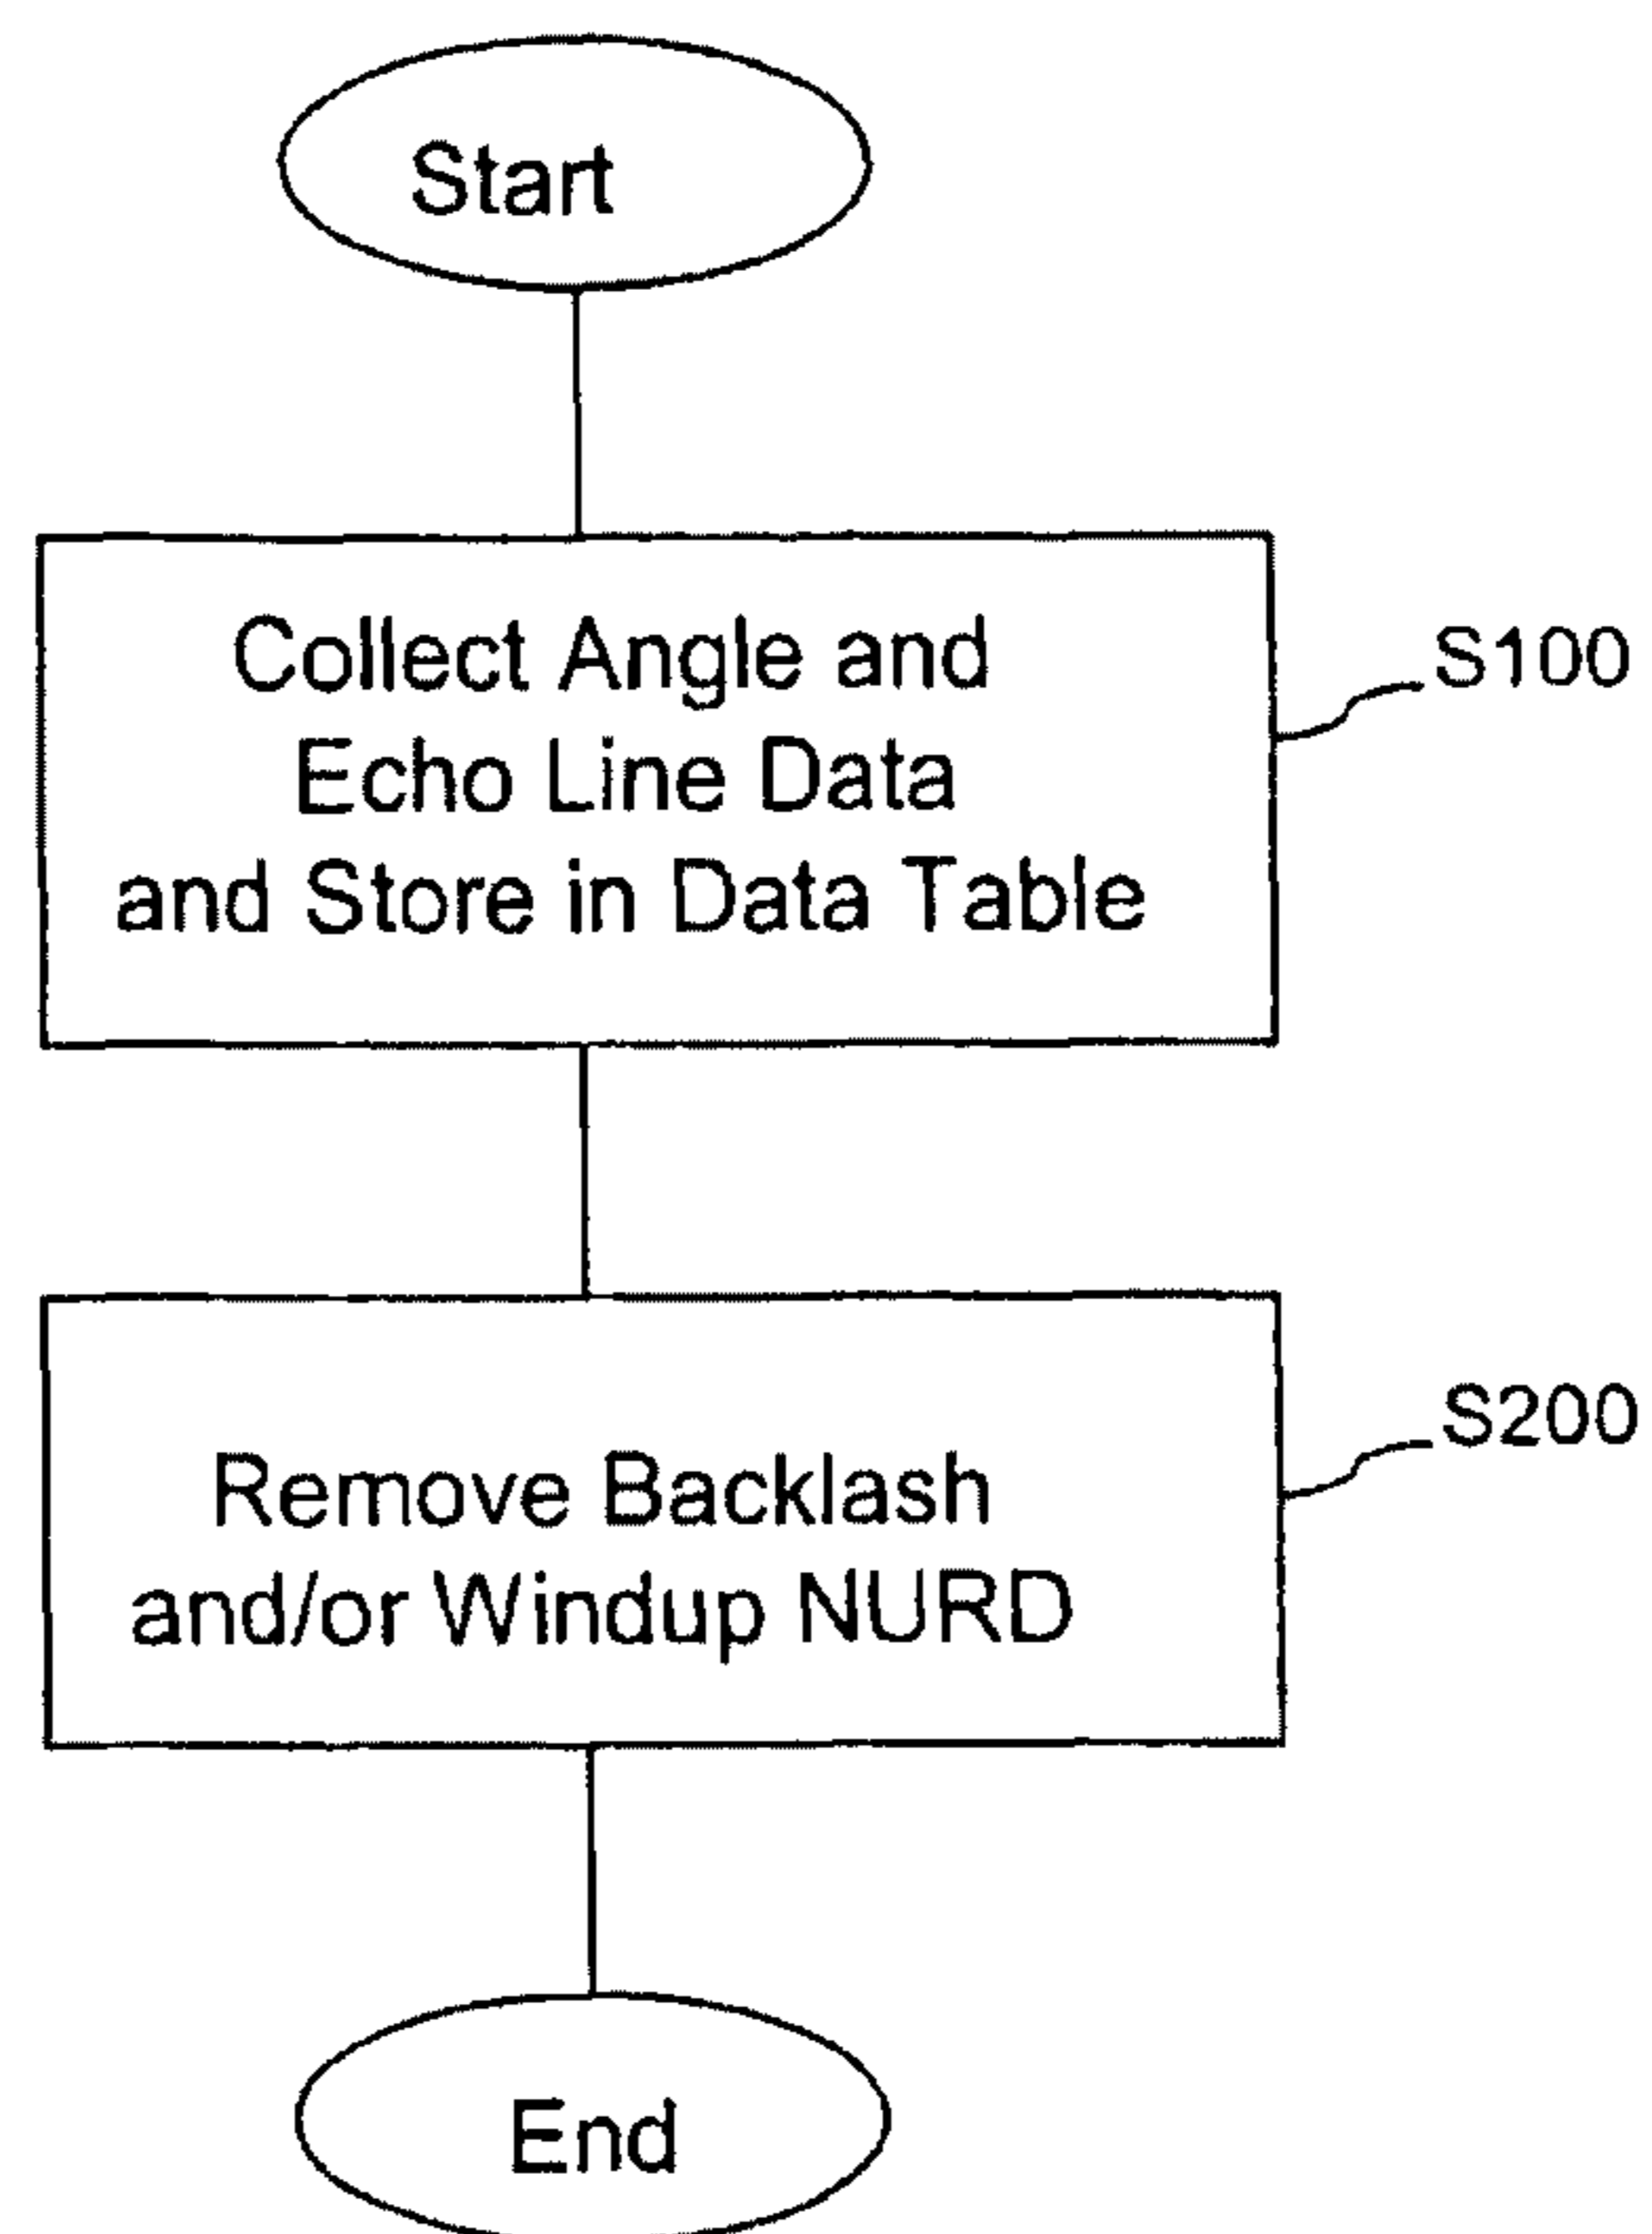 Start
Collect Angle and
Echo Line Data
and Store in Data Table
S100
Remove Backlash
and/or Windup NURD
S200
End